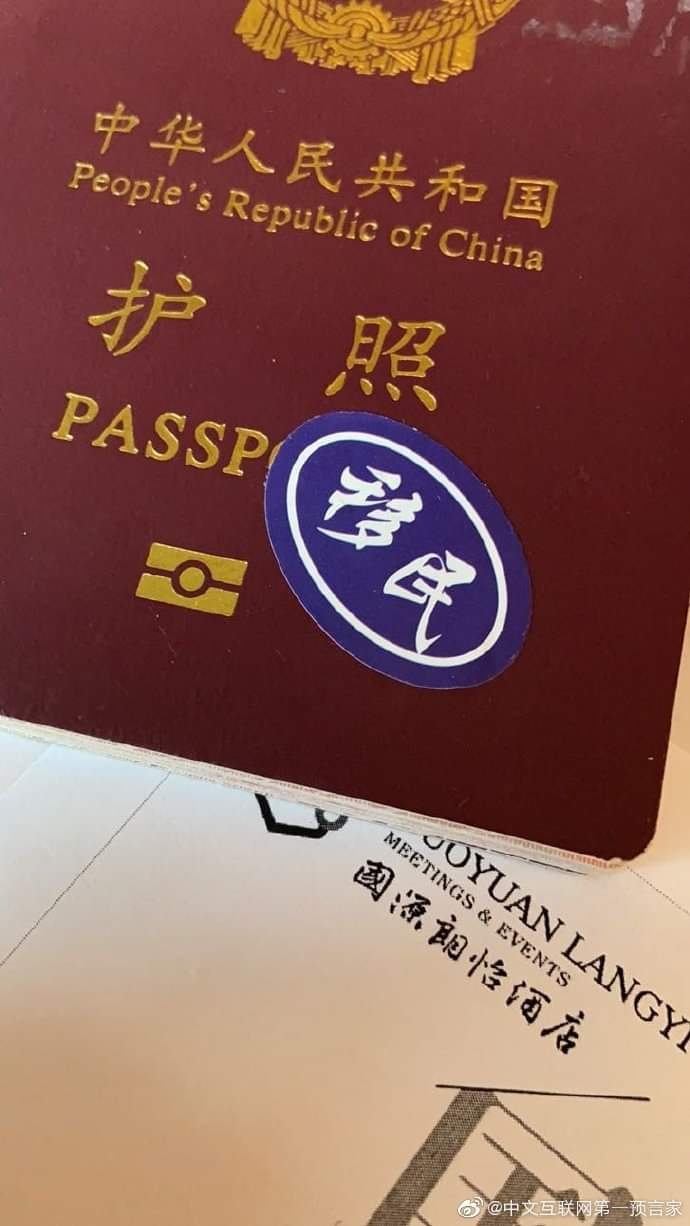 中华人民共和国
People's Republic of China
护照
PASSP
移民
OOYUAN LANGY
MEETINGS & EVENTS
國源朗怡酒店
@中文互联网第一预言家